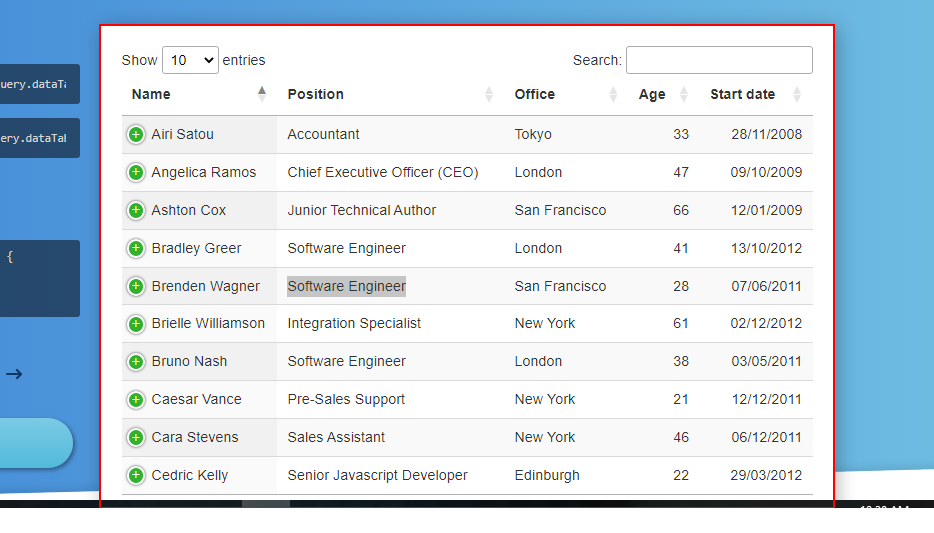 Show 10 entries Search:
Name Position Office Age Start date
uery.dataTa
Airi Satou Accountant Tokyo 33 28/11/2008
ery.dataTab
Angelica Ramos Chief Executive Officer (CEO) London 47 09/10/2009
Ashton Cox Junior Technical Author San Francisco 66 12/01/2009
{
Bradley Greer Software Engineer London 41 13/10/2012
Brenden Wagner Software Engineer San Francisco 28 07/06/2011
Brielle Williamson Integration Specialist New York 61 02/12/2012
Bruno Nash Software Engineer London 38 03/05/2011
Caesar Vance Pre-Sales Support New York 21 12/12/2011
Cara Stevens Sales Assistant New York 46 06/12/2011
Cedric Kelly Senior Javascript Developer Edinburgh 22 29/03/2012